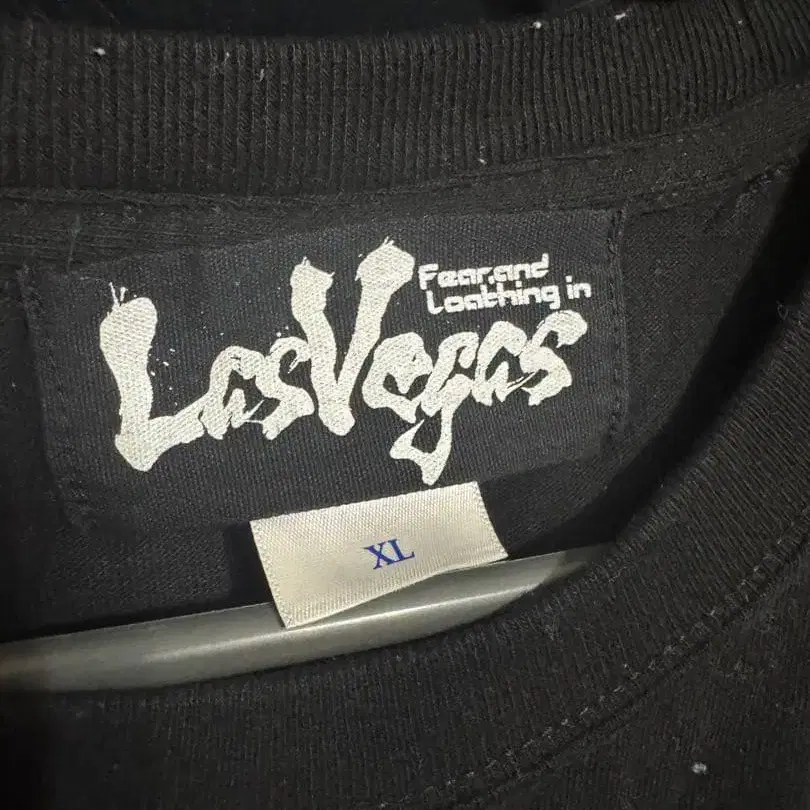 Fear,and
Loathing in
LasVegas
XL